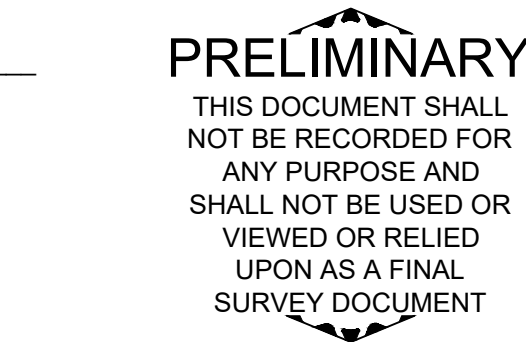 PRELIMINARY
THIS DOCUMENT SHALL
NOT BE RECORDED FOR
ANY PURPOSE AND
SHALL NOT BE USED OR
VIEWED OR RELIED
UPON AS A FINAL
SURVEY DOCUMENT